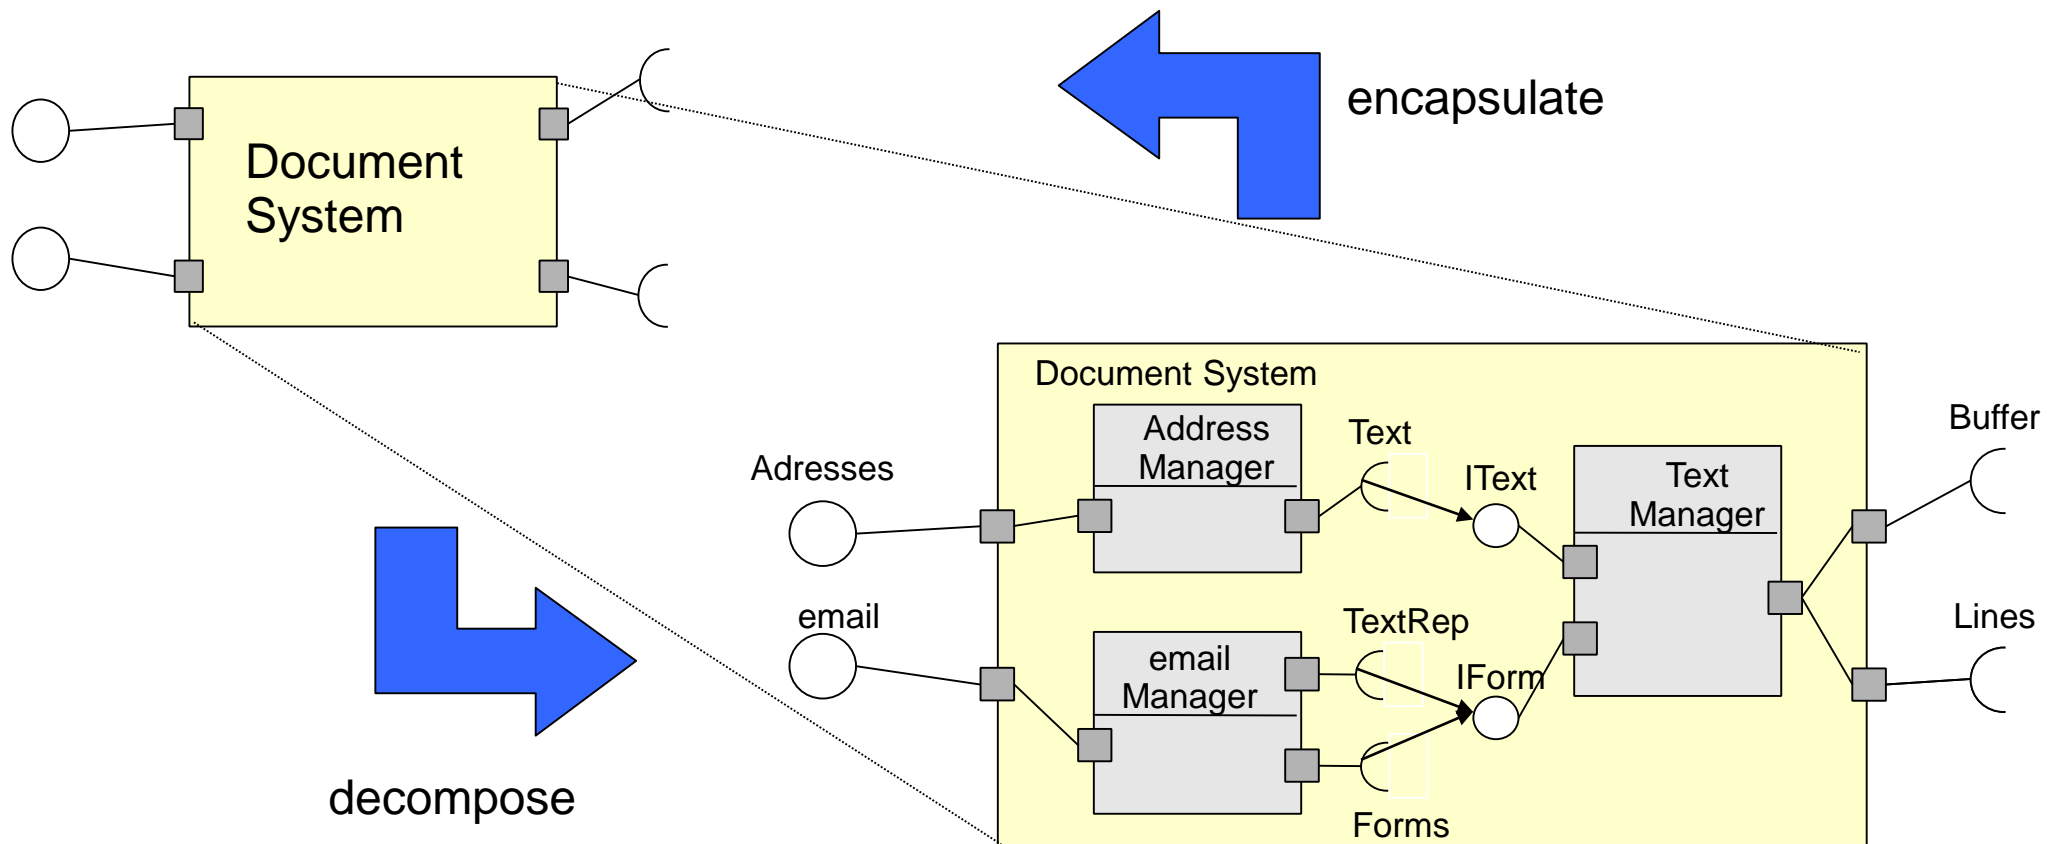 encapsulate
Document
System
Document System
Address
Manager
Text
IText
Text
Manager
Buffer
Adresses
email
email
Manager
TextRep
IForm
Lines
Forms
decompose